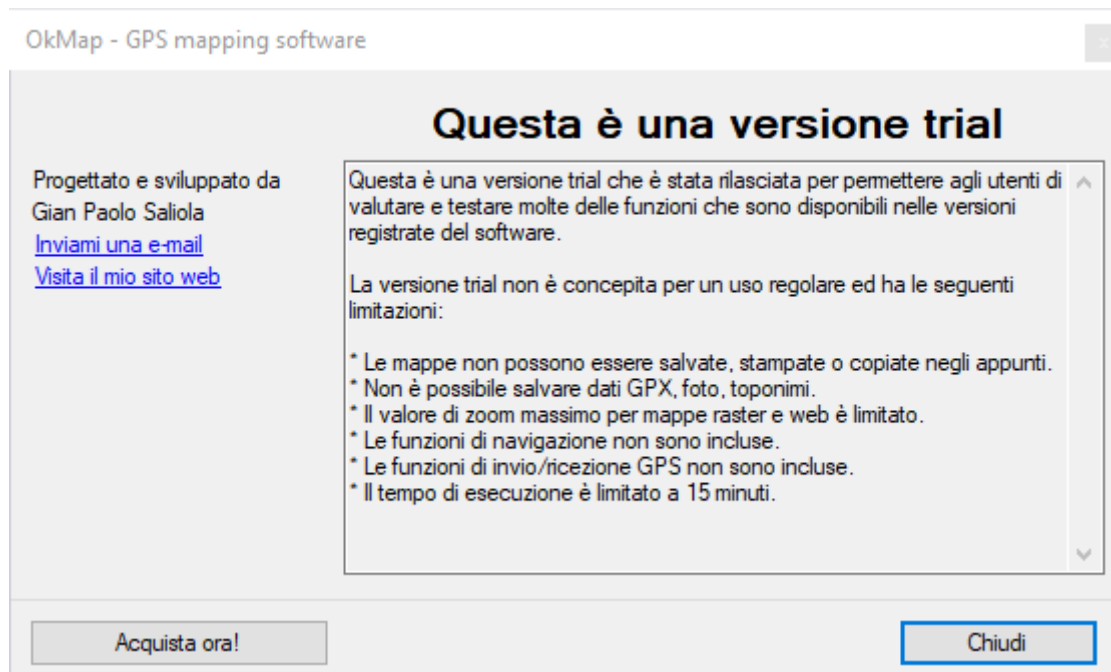 OkMap - GPS mapping software
Questa è una versione trial
Progettato e sviluppato da
Gian Paolo Saliola
Inviami una e-mail
Visita il mio sito web
Questa è una versione trial che è stata rilasciata per permettere agli utenti di
valutare e testare molte delle funzioni che sono disponibili nelle versioni
registrate del software.
La versione trial non è concepita per un uso regolare ed ha le seguenti
limitazioni:
* Le mappe non possono essere salvate, stampate o copiate negli appunti.
* Non è possibile salvare dati GPX, foto, toponimi.
* Il valore di zoom massimo per mappe raster e web è limitato.
* Le funzioni di navigazione non sono incluse.
* Le funzioni di invio/ricezione GPS non sono incluse.
* Il tempo di esecuzione è limitato a 15 minuti.
Acquista ora!
Chiudi